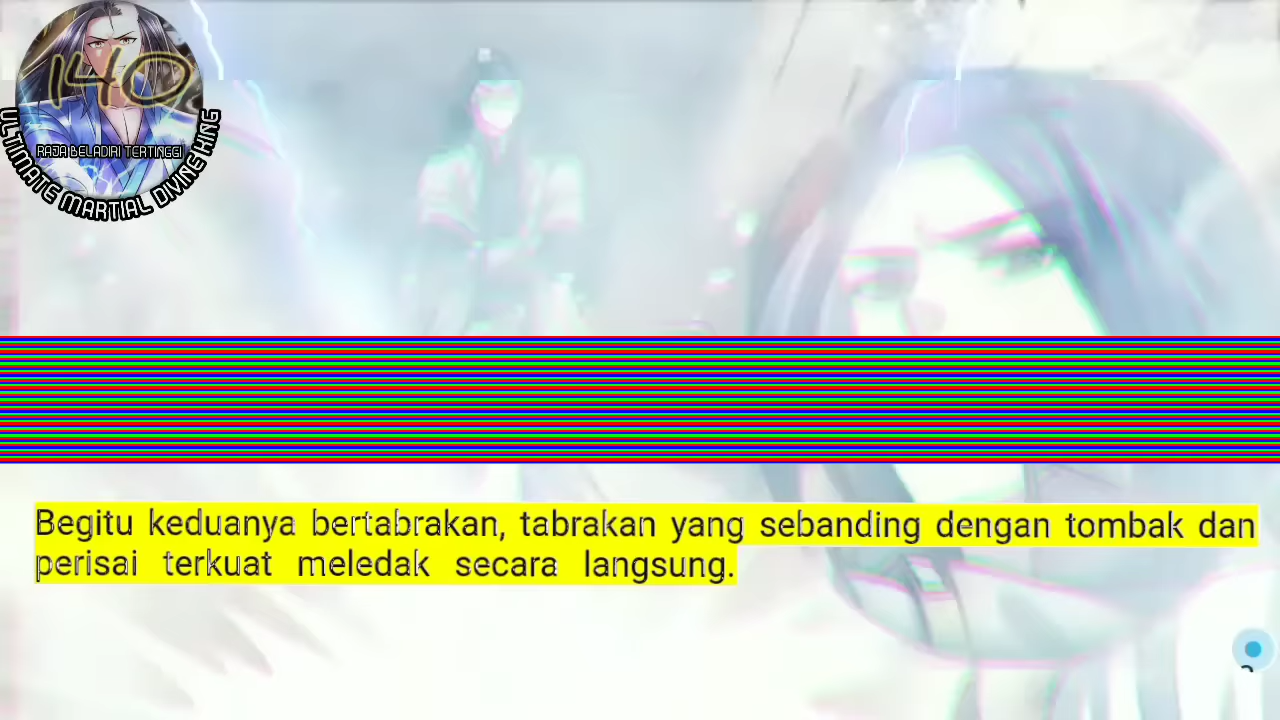 140
RAJA BELADIRI TERTINGGI
ULTIMATE MARTIAL DIVINE KING
Begitu keduanya bertabrakan, tabrakan yang sebanding dengan tombak dan
perisai terkuat meledak secara langsung.